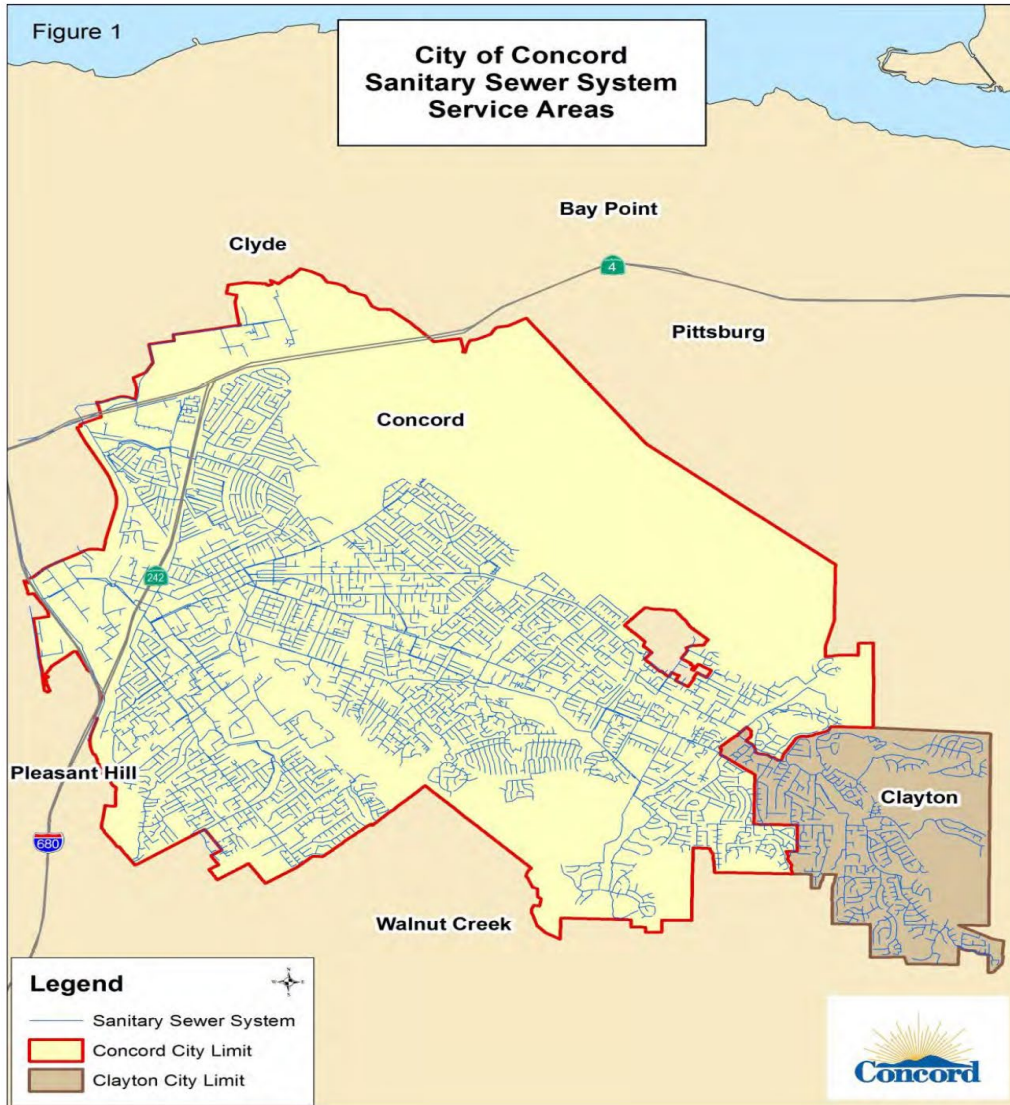 Figure 1
City of Concord
Sanitary Sewer System
Service Areas
Bay Point
Clyde
4
Pittsburg
Concord
242
Pleasant Hill
Clayton
680
Walnut Creek
Legend
Sanitary Sewer System
Concord City Limit
Clayton City Limit
Concord